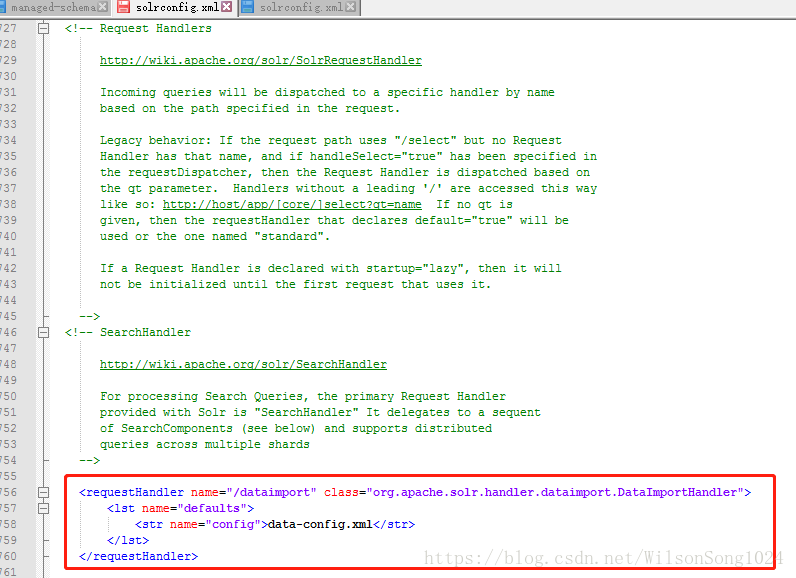 managed-schema solrconfig.xml solrconfig.xml
727 <!-- Request Handlers
728
729 http://wiki.apache.org/solr/SolrRequestHandler
730
731 Incoming queries will be dispatched to a specific handler by name
732 based on the path specified in the request.
733
734 Legacy behavior: If the request path uses "/select" but no Request
735 Handler has that name, and if handleSelect="true" has been specified in
736 the requestDispatcher, then the Request Handler is dispatched based on
737 the qt parameter.  Handlers without a leading '/' are accessed this way
738 like so: http://host/app/[core/]select?qt=name  If no qt is
739 given, then the requestHandler that declares default="true" will be
740 used or the one named "standard".
741
742 If a Request Handler is declared with startup="lazy", then it will
743 not be initialized until the first request that uses it.
744
745 -->
746 <!-- SearchHandler
747
748 http://wiki.apache.org/solr/SearchHandler
749
750 For processing Search Queries, the primary Request Handler
751 provided with Solr is "SearchHandler" It delegates to a sequent
752 of SearchComponents (see below) and supports distributed
753 queries across multiple shards
754 -->
755
756 <requestHandler name="/dataimport" class="org.apache.solr.handler.dataimport.DataImportHandler">
757 <lst name="defaults">
758 <str name="config">data-config.xml</str>
759 </lst>
760 </requestHandler>
761
https://blog.csdn.net/WilsonSong1024